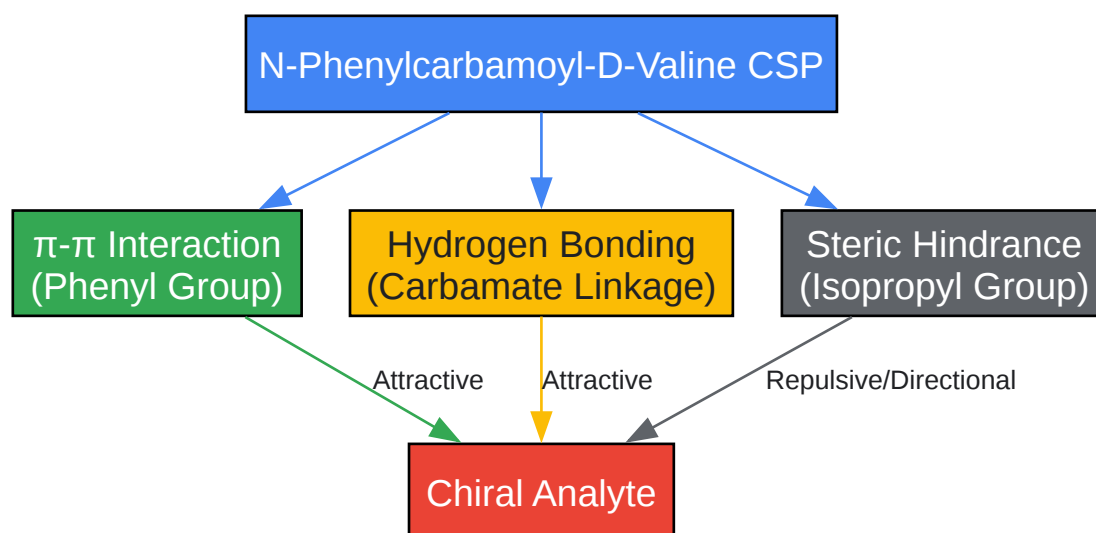 N-Phenylcarbamoyl-D-Valine CSP
π-π Interaction
(Phenyl Group)
Hydrogen Bonding
(Carbamate Linkage)
Steric Hindrance
(Isopropyl Group)
Attractive
Attractive
Repulsive/Directional
Chiral Analyte